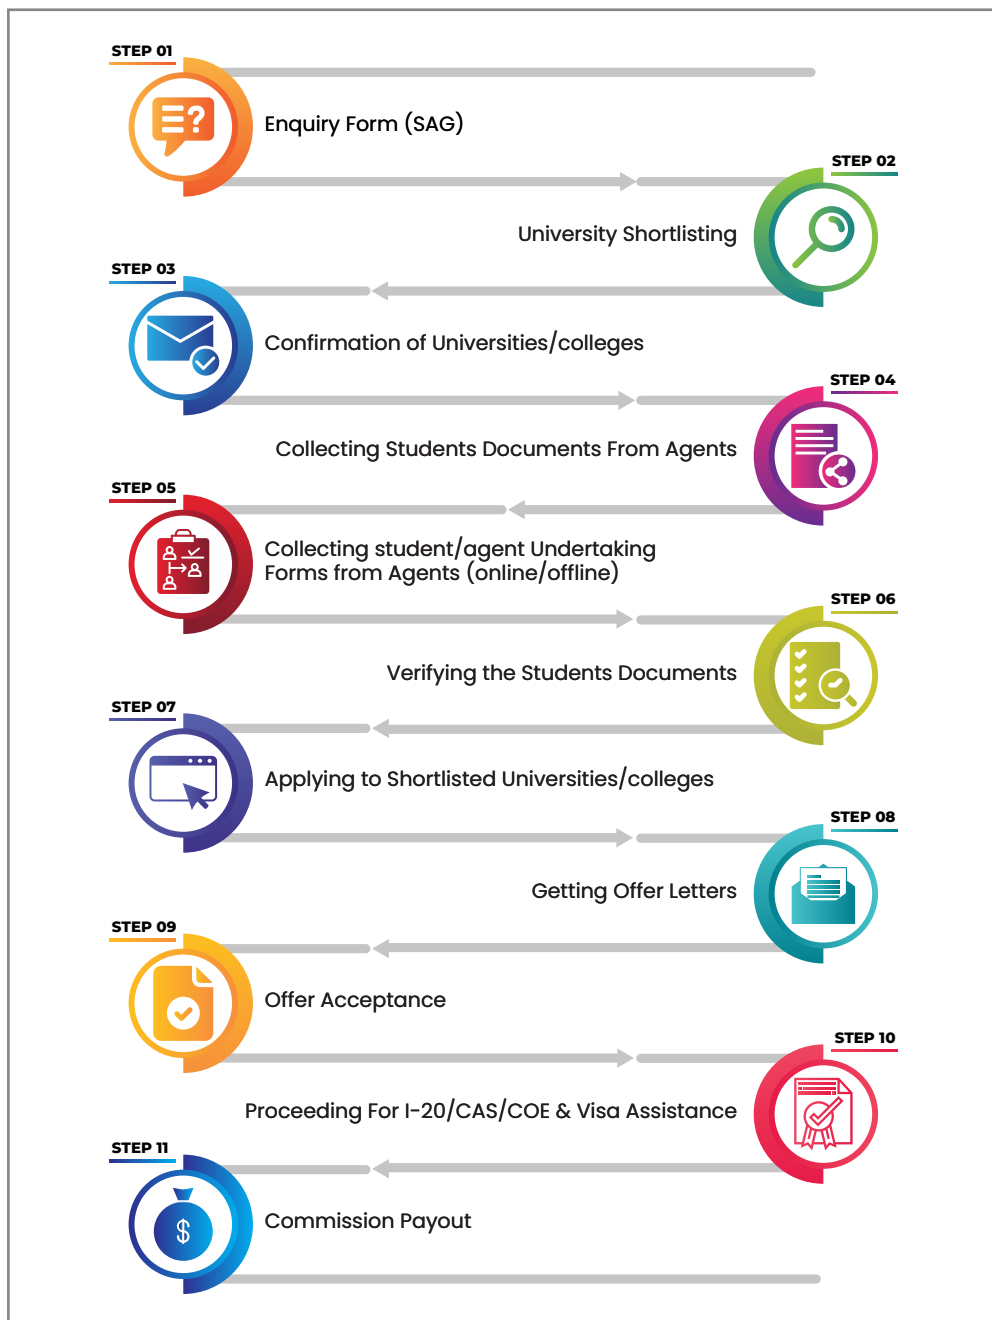 STEP 01
Enquiry Form (SAG)
STEP 02
University Shortlisting
STEP 03
Confirmation of Universities/colleges
STEP 04
Collecting Students Documents From Agents
STEP 05
Collecting student/agent Undertaking
Forms from Agents (online/offline)
STEP 06
Verifying the Students Documents
STEP 07
Applying to Shortlisted Universities/colleges
STEP 08
Getting Offer Letters
STEP 09
Offer Acceptance
STEP 10
Proceeding For I-20/CAS/COE & Visa Assistance
STEP 11
$
Commission Payout